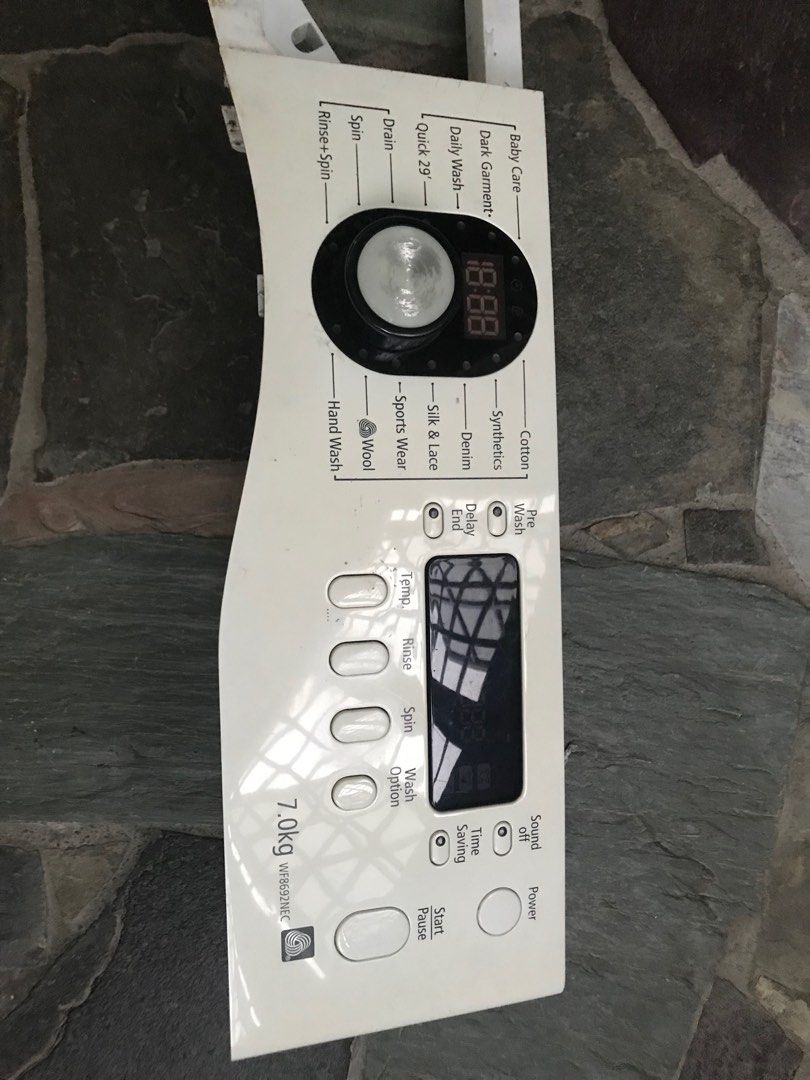 Baby Care
Dark Garment
Daily Wash
Quick 29'
Drain
Spin
Rinse+Spin
18:88
Cotton
Synthetics
Denim
Silk & Lace
Sports Wear
Wool
Hand Wash
Pre
Wash
Delay
End
Temp.
Rinse
Spin
Wash
Option
Sound
off
Time
Saving
Power
Start
Pause
7.0kg WF8692NEC